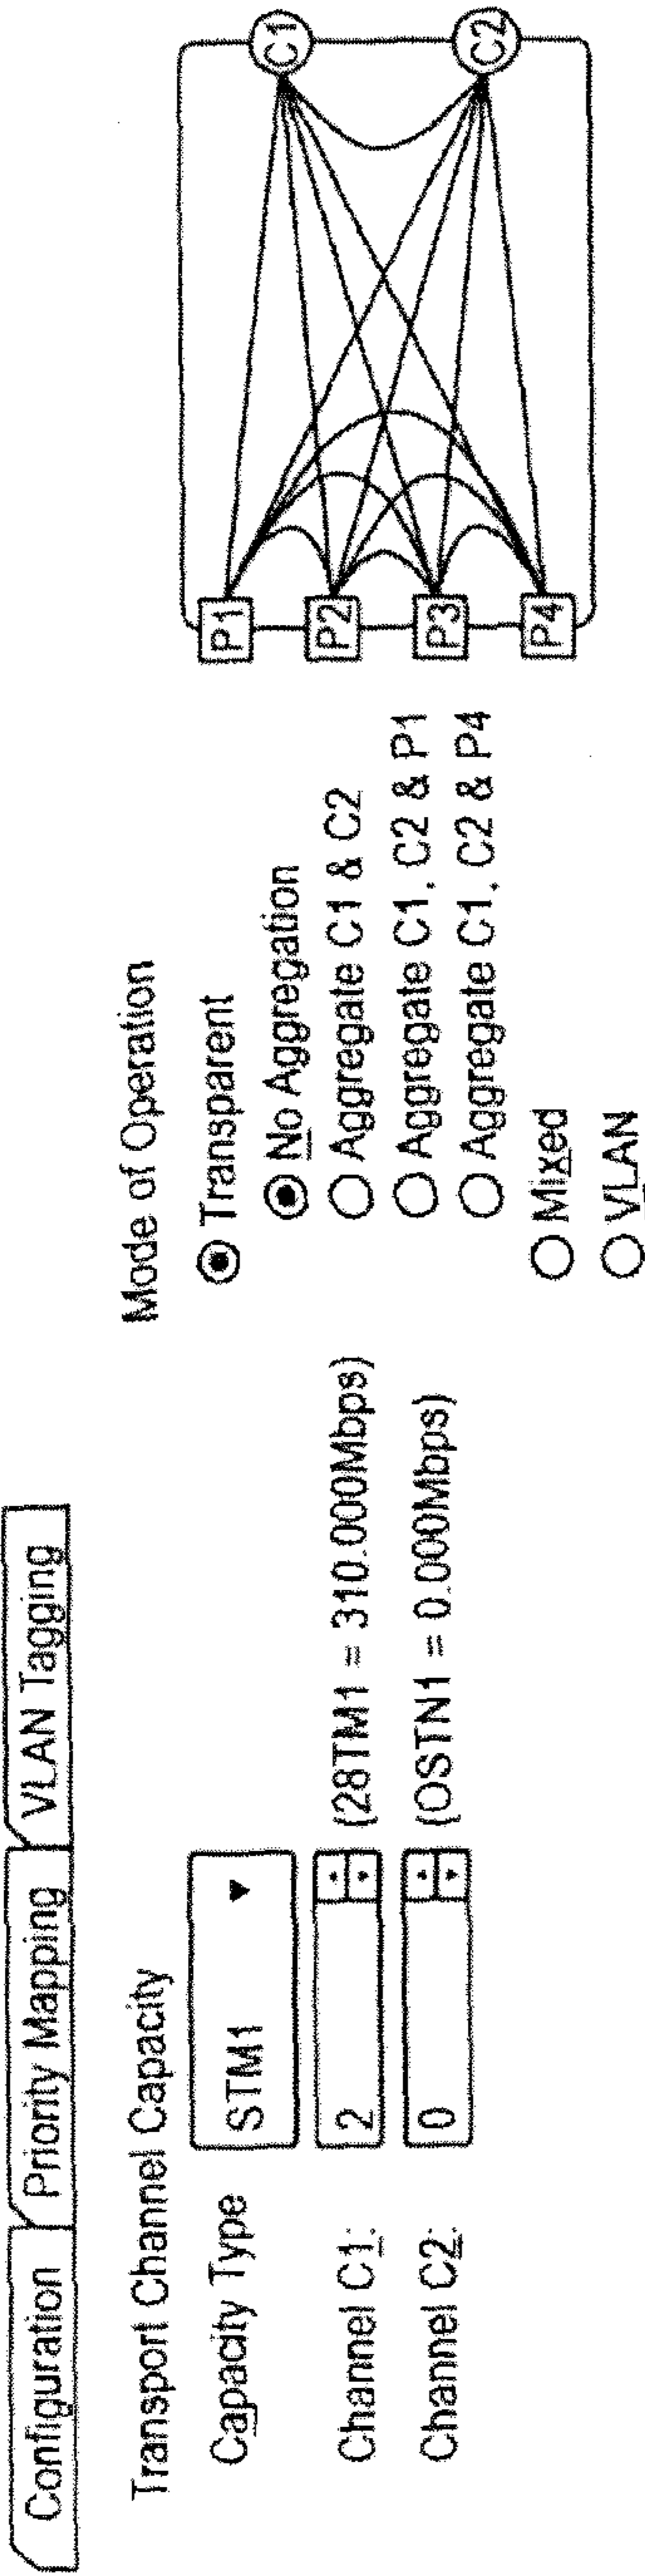 Configuration
Priority Mapping
VLAN Tagging
Transport Channel Capacity
Capacity Type
STM1
Channel C1:
2
(28TM1 = 310.000Mbps)
Channel C2:
0
(OSTN1 = 0.000Mbps)
Mode of Operation
Transparent
No Aggregation
Aggregate C1 & C2
Aggregate C1, C2 & P1
Aggregate C1, C2 & P4
Mixed
VLAN
P1
P2
P3
P4
C1
C2